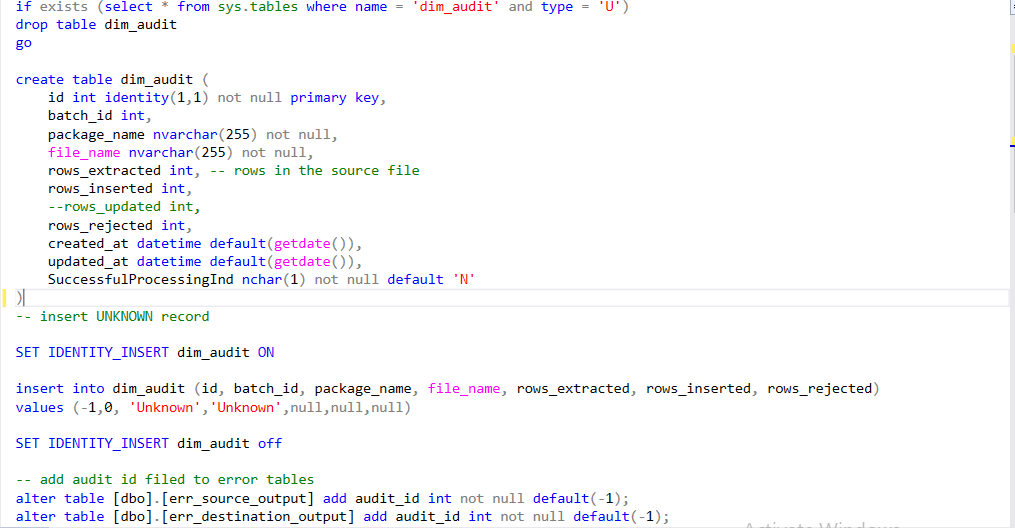 if exists (select * from sys.tables where name = 'dim_audit' and type = 'U')
drop table dim_audit
go
create table dim_audit (
id int identity(1,1) not null primary key,
batch_id int,
package_name nvarchar(255) not null,
file_name nvarchar(255) not null,
rows_extracted int, -- rows in the source file
rows_inserted int,
--rows_updated int,
rows_rejected int,
created_at datetime default(getdate()),
updated_at datetime default(getdate()),
SuccessfulProcessingInd nchar(1) not null default 'N'
)
-- insert UNKNOWN record
SET IDENTITY_INSERT dim_audit ON
insert into dim_audit (id, batch_id, package_name, file_name, rows_extracted, rows_inserted, rows_rejected)
values (-1,0, 'Unknown','Unknown',null,null,null)
SET IDENTITY_INSERT dim_audit off
-- add audit id filed to error tables
alter table [dbo].[err_source_output] add audit_id int not null default(-1);
alter table [dbo].[err_destination_output] add audit_id int not null default(-1);